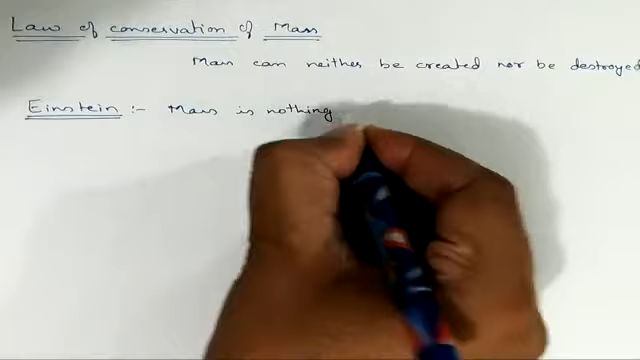 Law of conservation of Mass
Mass can neither be created nor be destroyed
Einstein :- Mass is nothing